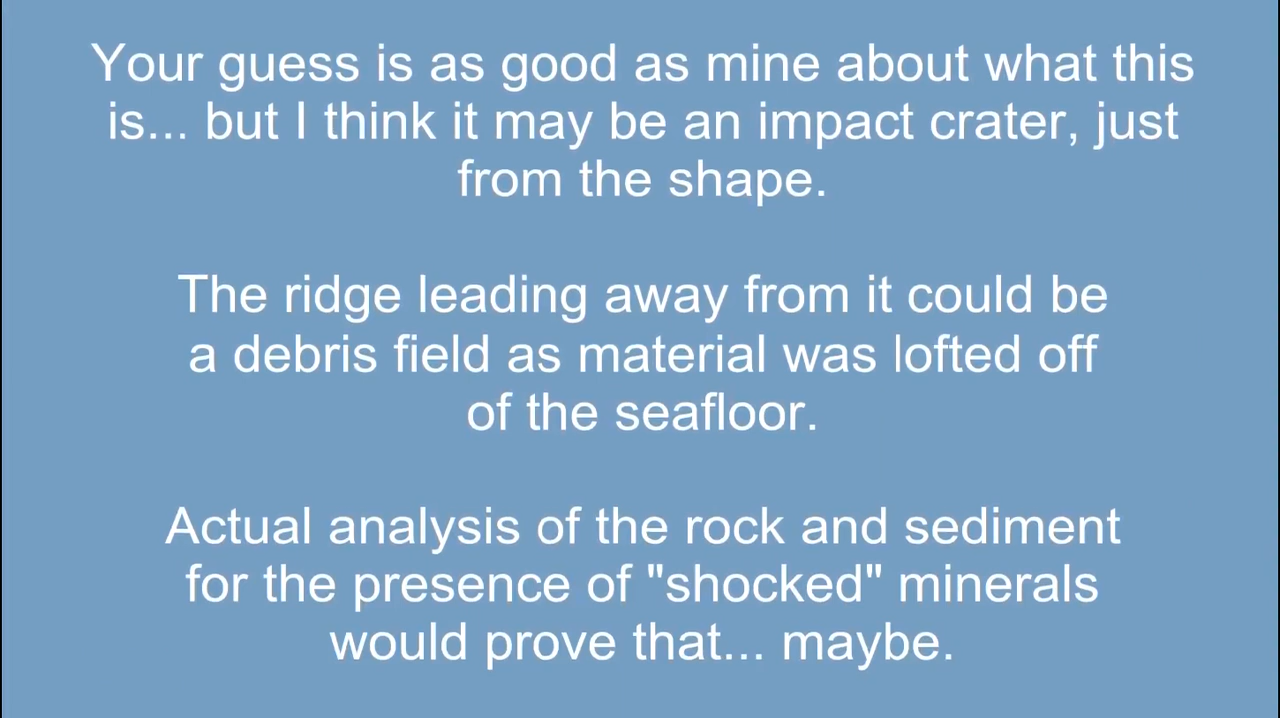 Your guess is as good as mine about what this
is... but I think it may be an impact crater, just
from the shape.
The ridge leading away from it could be
a debris field as material was lofted off
of the seafloor.
Actual analysis of the rock and sediment
for the presence of "shocked" minerals
would prove that... maybe.